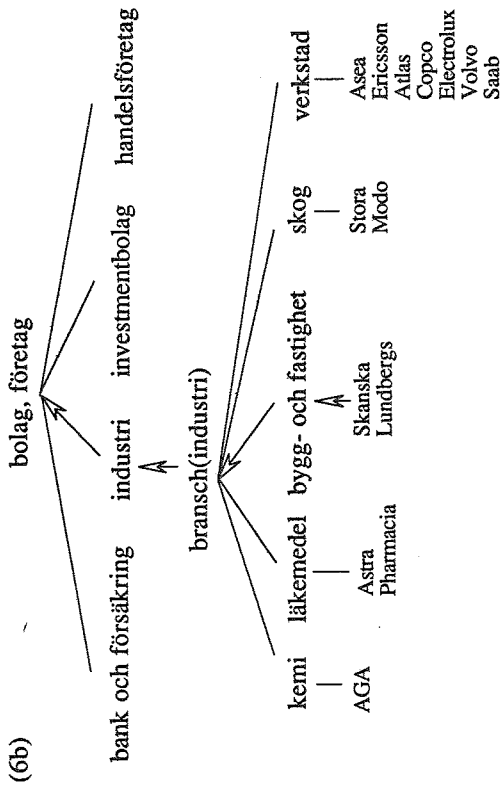 (6b)
bolag, företag
bank och försäkring industri investmentbolag handelsföretag
bransch(industri)
kemi läkemedel bygg- och fastighet skog verkstad
AGA Astra Skanska Stora Asea
Pharmacia Lundbergs Modo Ericsson
Atlas
Copco
Electrolux
Volvo
Saab